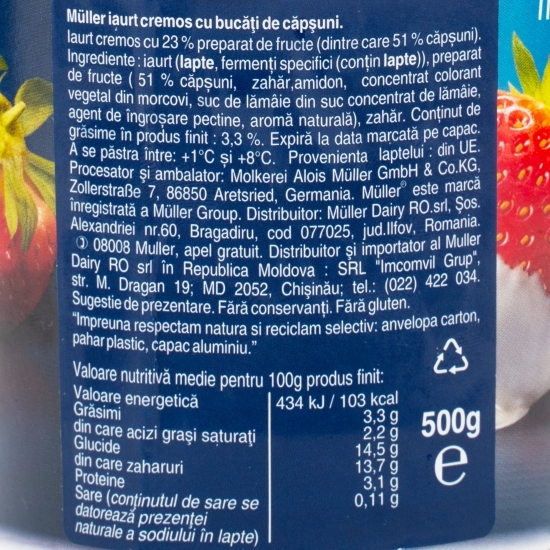 Müller iaurt cremos cu bucăți de căpșuni.
Iaurt cremos cu 23 % preparat de fructe (dintre care 51 % căpșuni).
Ingrediente : iaurt (lapte, fermenți specifici (conțin lapte)), preparat
de fructe ( 51 % căpșuni, zahăr,amidon, concentrat colorant
vegetal din morcovi, suc de lămâie din suc concentrat de lămâie,
agent de îngroșare pectine, aromă naturală), zahăr. Conținut de
grăsime în produs finit : 3,3 %. Expiră la data marcată pe capac.
A se păstra între: +1°C și +8°C. Provenienta laptelui : din UE.
Procesator și ambalator: Molkerei Alois Müller GmbH & Co.KG,
Zollerstraße 7, 86850 Aretsried, Germania. Müller® este marcă
înregistrată a Müller Group. Distribuitor: Müller Dairy RO.srl, Șos.
Alexandriei nr.60, Bragadiru, cod 077025, jud.Ilfov, Romania.
08008 Muller, apel gratuit. Distribuitor și importator al Muller
Dairy RO srl în Republica Moldova : SRL "Imcomvil Grup",
str. M. Dragan 19; MD 2052, Chișinău; tel.: (022) 422 034.
Sugestie de prezentare. Fără conservanți. Fără gluten.
"Impreuna respectam natura si reciclam selectiv: anvelopa carton,
pahar plastic, capac aluminiu."
Valoare nutritivă medie pentru 100g produs finit:
Valoare energetică 434 kJ / 103 kcal
Grăsimi 3,3 g
din care acizi grași saturați 2,2 g
Glucide 14,5 g
din care zaharuri 13,7 g
Proteine 3,1 g
Sare (conținutul de sare se 0,11 g
datorează prezenței
naturale a sodiului în lapte)
500g
e